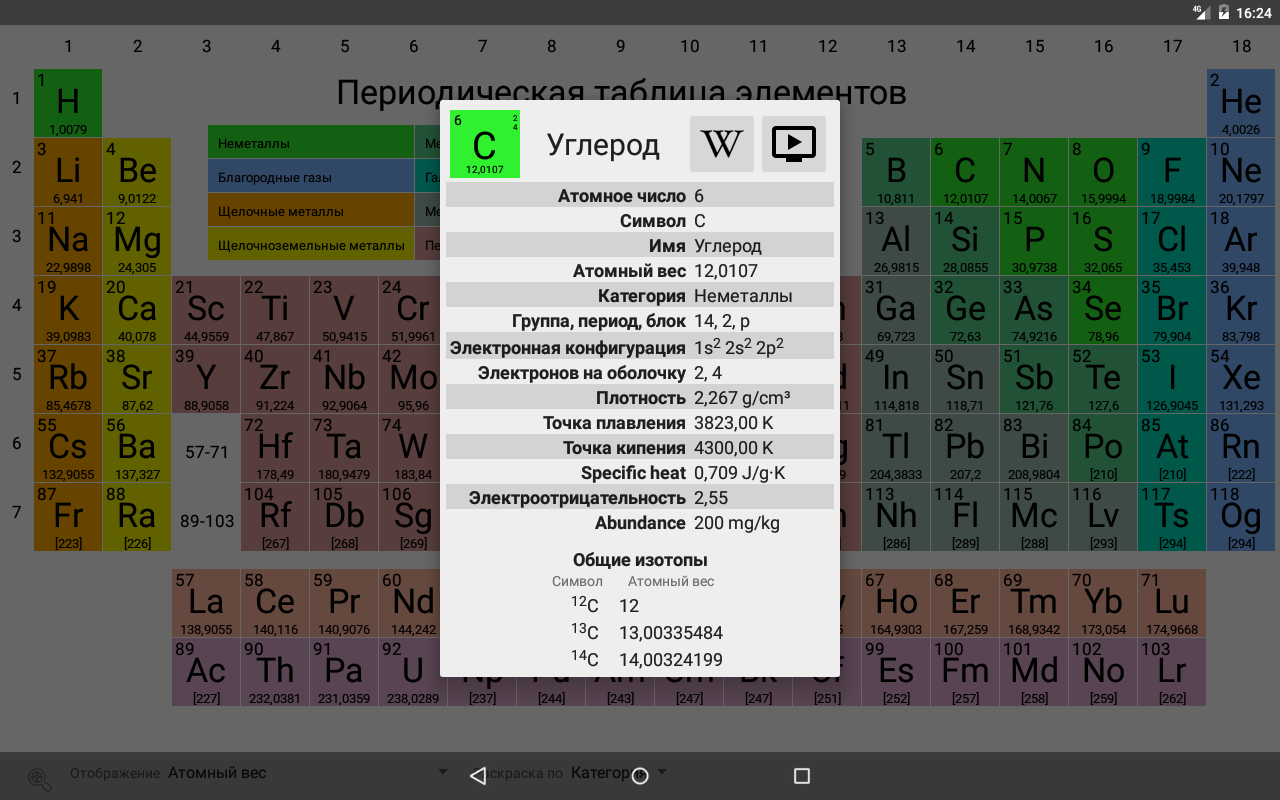 4G 16:24
1 2 3 4 5 6 7 8 9 10 11 12 13 14 15 16 17 18
Периодическая таблица элементов
1
1 H 1,0079
2 He 4,0026
Неметаллы
Благородные газы
Щелочные металлы
Щелочноземельные металлы
2
3 Li 6,941
4 Be 9,0122
5 B 10,811
6 C 12,0107
7 N 14,0067
8 O 15,9994
9 F 18,9984
10 Ne 20,1797
3
11 Na 22,9898
12 Mg 24,305
13 Al 26,9815
14 Si 28,0855
15 P 30,9738
16 S 32,065
17 Cl 35,453
18 Ar 39,948
4
19 K 39,0983
20 Ca 40,078
21 Sc 44,9559
22 Ti 47,867
23 V 50,9415
24 Cr 51,9961
31 Ga 69,723
32 Ge 72,63
33 As 74,9216
34 Se 78,96
35 Br 79,904
36 Kr 83,798
5
37 Rb 85,4678
38 Sr 87,62
39 Y 88,9058
40 Zr 91,224
41 Nb 92,9064
42 Mo 95,96
49 In 114,818
50 Sn 118,71
51 Sb 121,76
52 Te 127,6
53 I 126,9045
54 Xe 131,293
6
55 Cs 132,9055
56 Ba 137,327
57-71
72 Hf 178,49
73 Ta 180,9479
74 W 183,84
81 Tl 204,3833
82 Pb 207,2
83 Bi 208,9804
84 Po [210]
85 At [210]
86 Rn [222]
7
87 Fr [223]
88 Ra [226]
89-103
104 Rf [267]
105 Db [268]
106 Sg [269]
113 Nh [286]
114 Fl [289]
115 Mc [288]
116 Lv [293]
117 Ts [294]
118 Og [294]
57 La 138,9055
58 Ce 140,116
59 Pr 140,9076
60 Nd 144,242
67 Ho 164,9303
68 Er 167,259
69 Tm 168,9342
70 Yb 173,054
71 Lu 174,9668
89 Ac [227]
90 Th 232,0381
91 Pa 231,0359
92 U 238,0289
[237]
[244]
[243]
[247]
[247]
[251]
99 Es [252]
100 Fm [257]
101 Md [258]
102 No [259]
103 Lr [262]
6 2 4 C 12,0107
Углерод
W
Атомное число 6
Символ C
Имя Углерод
Атомный вес 12,0107
Категория Неметаллы
Группа, период, блок 14, 2, p
Электронная конфигурация 1s² 2s² 2p²
Электронов на оболочку 2, 4
Плотность 2,267 g/cm³
Точка плавления 3823,00 K
Точка кипения 4300,00 K
Specific heat 0,709 J/g·K
Электроотрицательность 2,55
Abundance 200 mg/kg
Общие изотопы
Символ Атомный вес
¹²C 12
¹³C 13,00335484
¹⁴C 14,00324199
Отображение Атомный вес
Раскраска по Категория